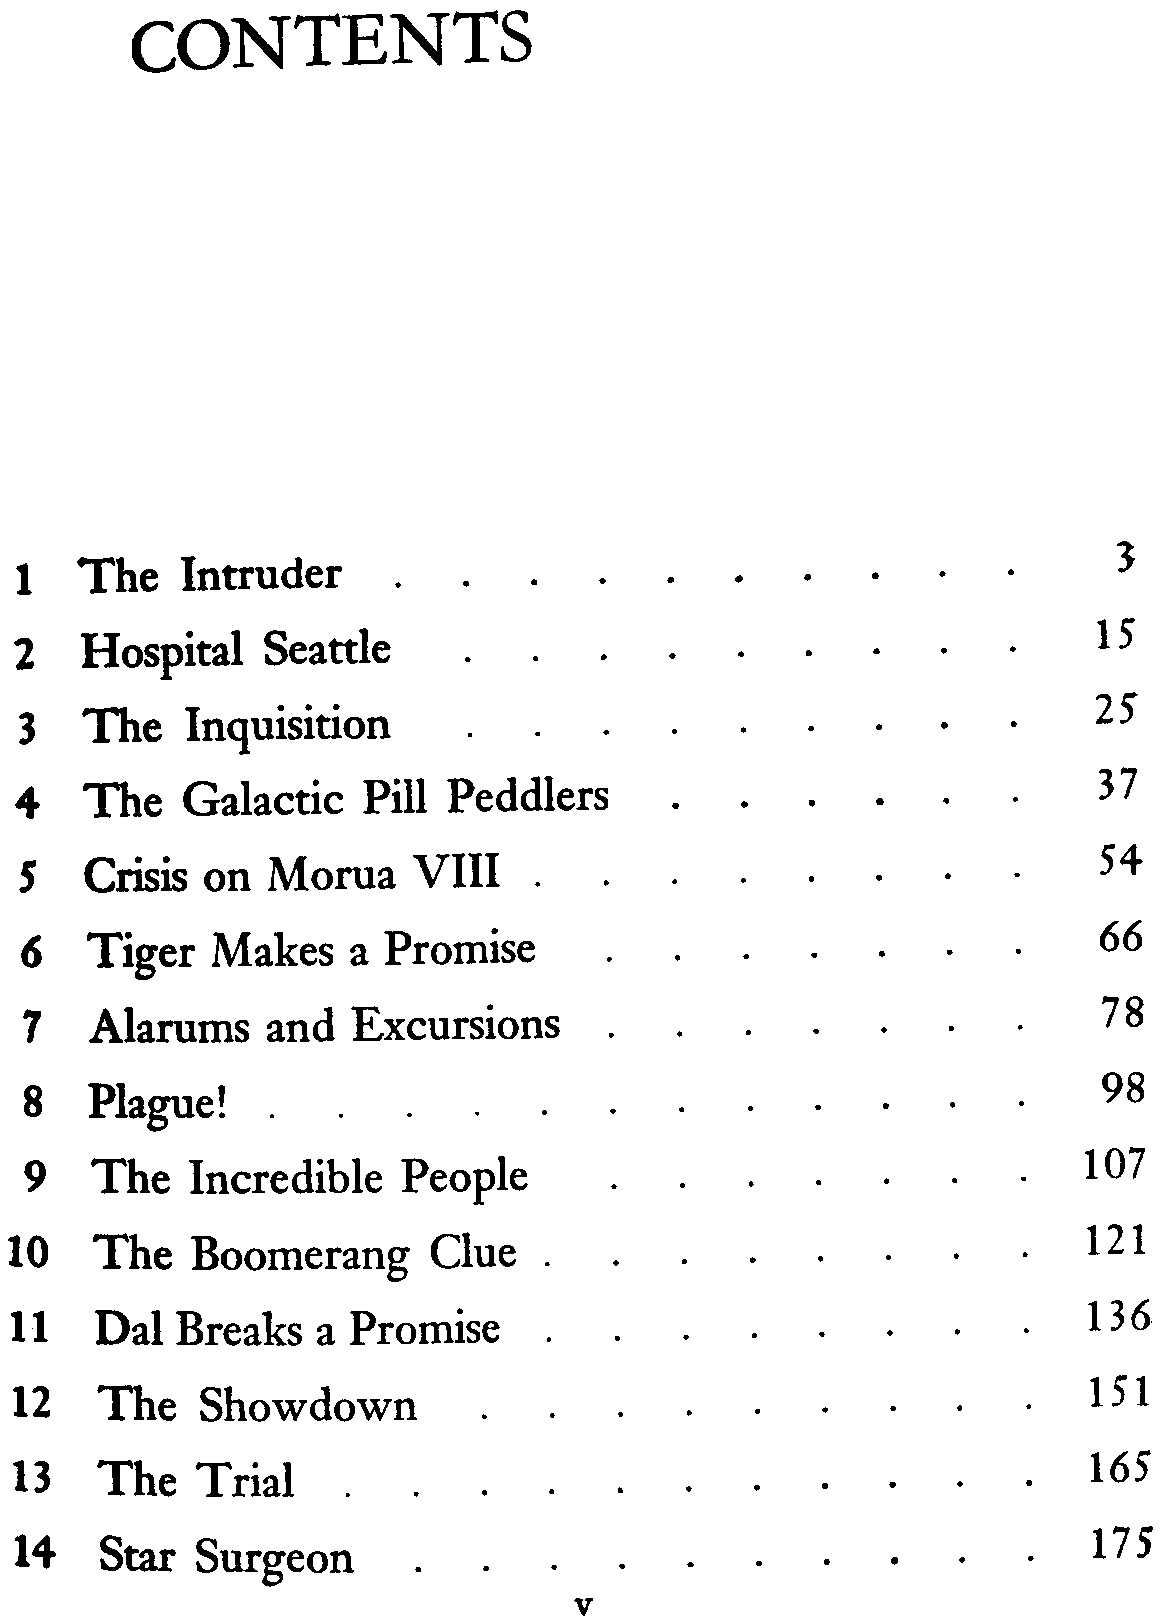 CONTENTS
1 The Intruder . . . . . . . . . . 3
2 Hospital Seattle . . . . . . . . . 15
3 The Inquisition . . . . . . . . . 25
4 The Galactic Pill Peddlers . . . . . . 37
5 Crisis on Morua VIII . . . . . . . . 54
6 Tiger Makes a Promise . . . . . . . 66
7 Alarums and Excursions . . . . . . . 78
8 Plague! . . . . . . . . . . . . 98
9 The Incredible People . . . . . . . 107
10 The Boomerang Clue . . . . . . . . 121
11 Dal Breaks a Promise . . . . . . . . 136
12 The Showdown . . . . . . . . . 151
13 The Trial . . . . . . . . . . . 165
14 Star Surgeon . . . . . . . . . . 175
v